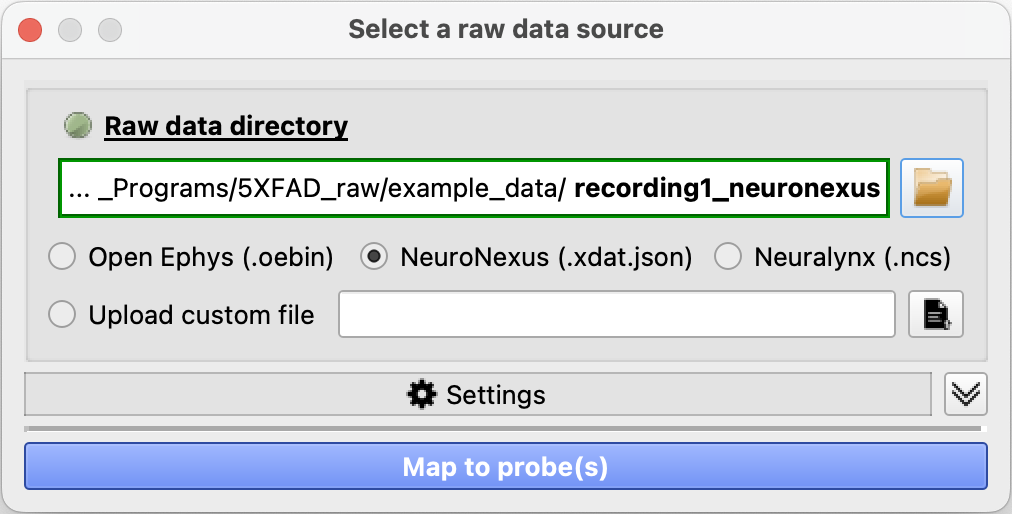 Select a raw data source
Raw data directory
... _Programs/5XFAD_raw/example_data/ recording1_neuronexus
Open Ephys (.oebin) NeuroNexus (.xdat.json) Neuralynx (.ncs)
Upload custom file
Settings
Map to probe(s)